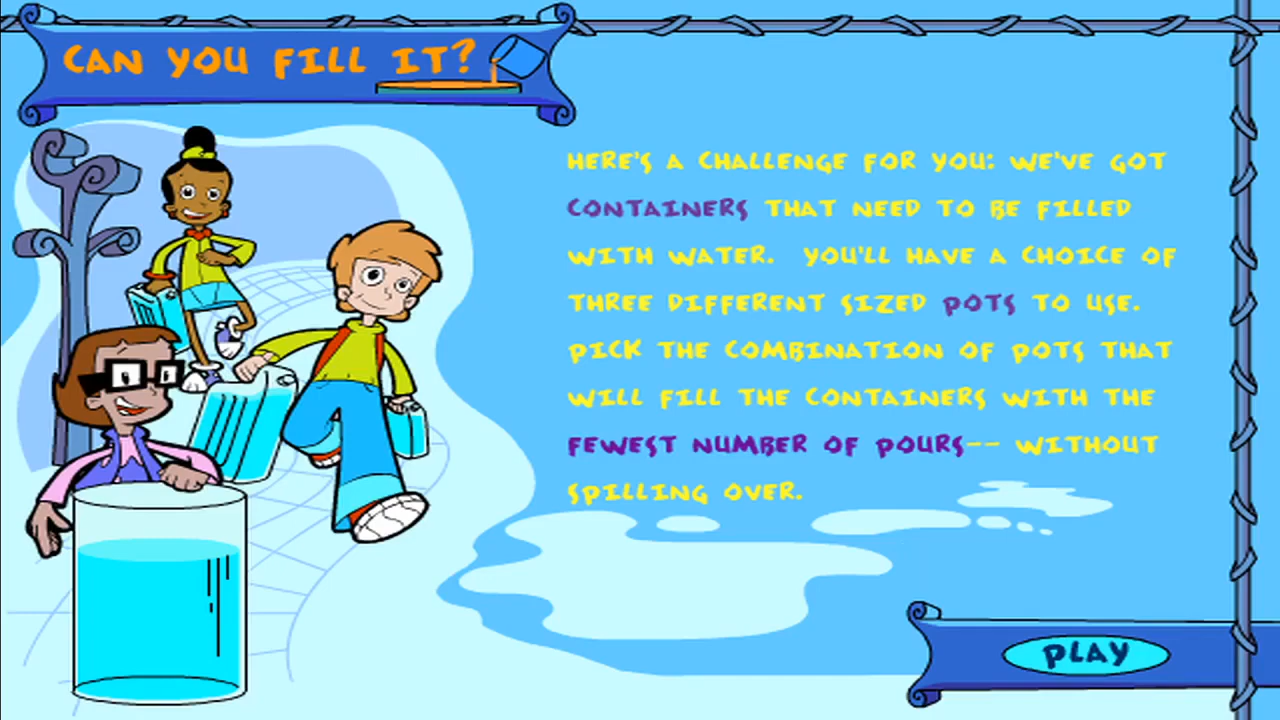 CAN YOU FILL IT?
HERE'S A CHALLENGE FOR YOU: WE'VE GOT
CONTAINERS THAT NEED TO BE FILLED
WITH WATER. YOU'LL HAVE A CHOICE OF
THREE DIFFERENT SIZED POTS TO USE.
PICK THE COMBINATION OF POTS THAT
WILL FILL THE CONTAINERS WITH THE
FEWEST NUMBER OF POURS-- WITHOUT
SPILLING OVER.
PLAY